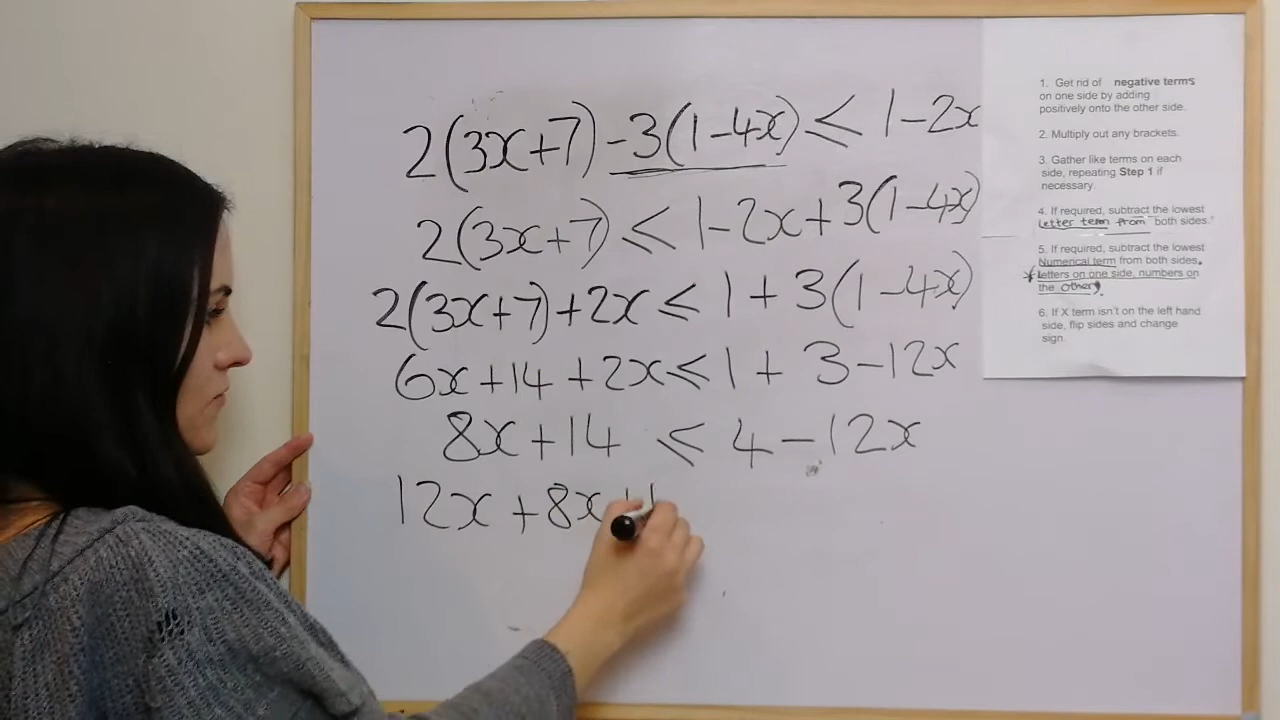 2(3x+7)-3(1-4x) ≤ 1-2x
2(3x+7) ≤ 1-2x+3(1-4x)
2(3x+7)+2x ≤ 1+3(1-4x)
6x+14+2x ≤ 1+3-12x
8x+14 ≤ 4-12x
12x+8x+1
1. Get rid of negative terms
on one side by adding
positively onto the other side.
2. Multiply out any brackets.
3. Gather like terms on each
side, repeating Step 1 if
necessary.
4. If required, subtract the lowest
letter term from both sides."
5. If required, subtract the lowest
Numerical term from both sides.
*letters on one side, numbers on
the other.
6. If X term isn't on the left hand
side, flip sides and change
sign.